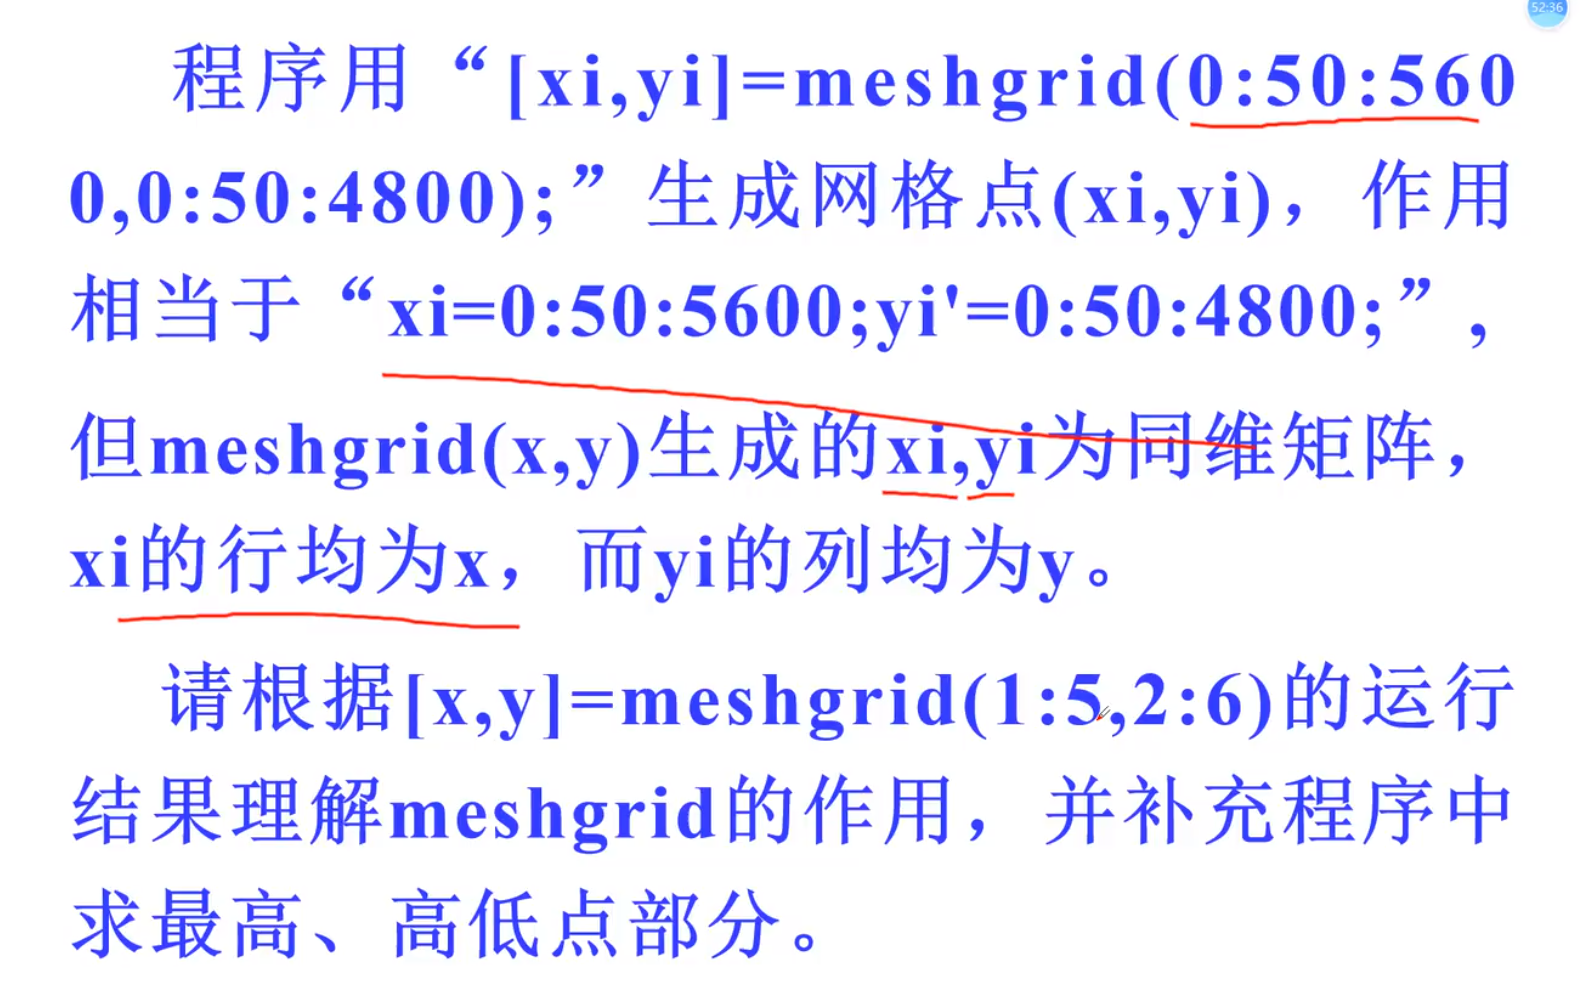 52:36
程序用“[xi,yi]=meshgrid(0:50:560
0,0:50:4800);”生成网格点(xi,yi)，作用
相当于“xi=0:50:5600;yi'=0:50:4800;”,
但meshgrid(x,y)生成的xi,yi为同维矩阵，
xi的行均为x，而yi的列均为y。
请根据[x,y]=meshgrid(1:5,2:6)的运行
结果理解meshgrid的作用，并补充程序中
求最高、高低点部分。